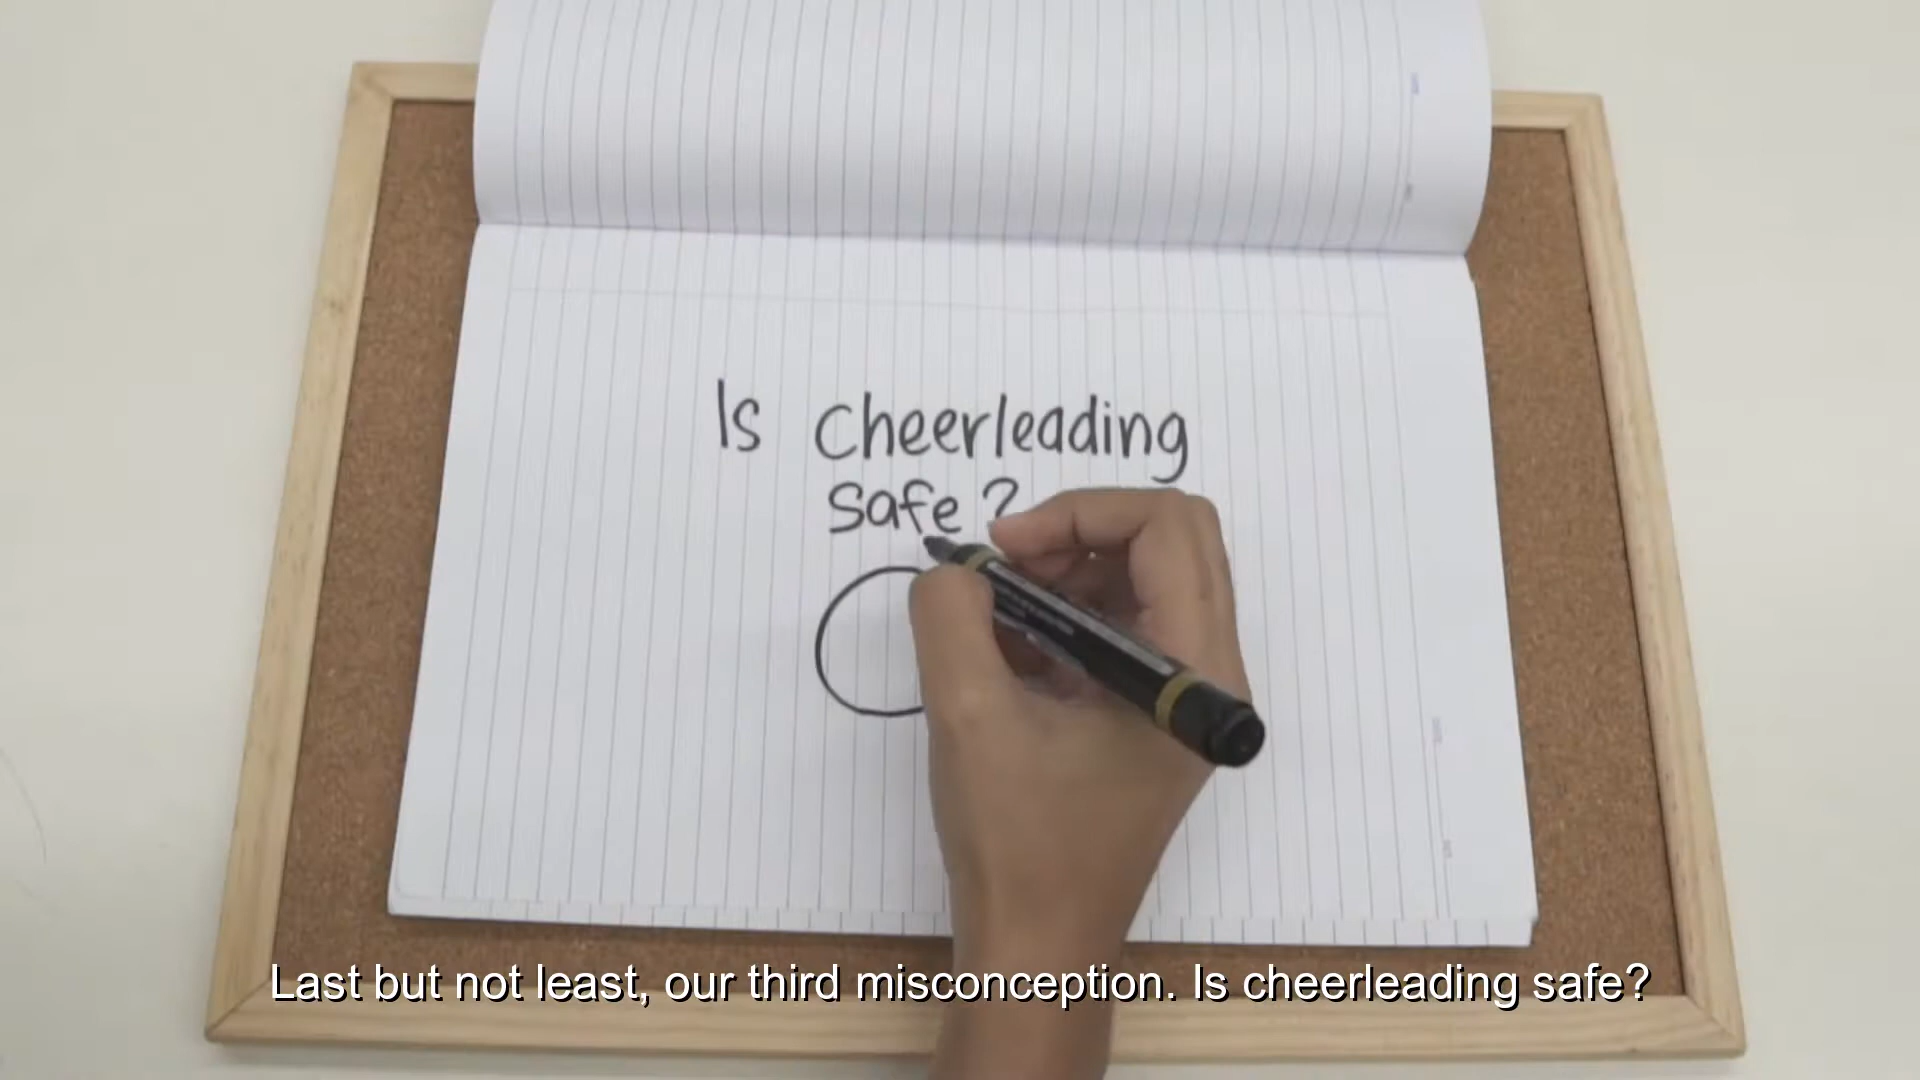 Is Cheerleading
Safe?
Last but not least, our third misconception. Is cheerleading safe?